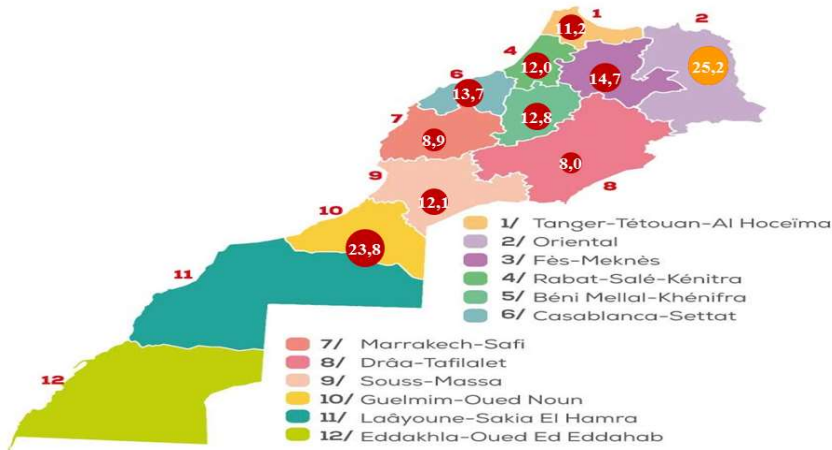 1
11,2
2
25,2
4
12,0
14,7
6
13,7
12,8
7
8,9
8,0
8
9
12,1
10
23,8
11
12
1/ Tanger-Tétouan-Al Hoceïma
2/ Oriental
3/ Fès-Meknès
4/ Rabat-Salé-Kénitra
5/ Béni Mellal-Khénifra
6/ Casablanca-Settat
7/ Marrakech-Safi
8/ Drâa-Tafilalet
9/ Souss-Massa
10/ Guelmim-Oued Noun
11/ Laâyoune-Sakia El Hamra
12/ Eddakhla-Oued Ed Eddahab